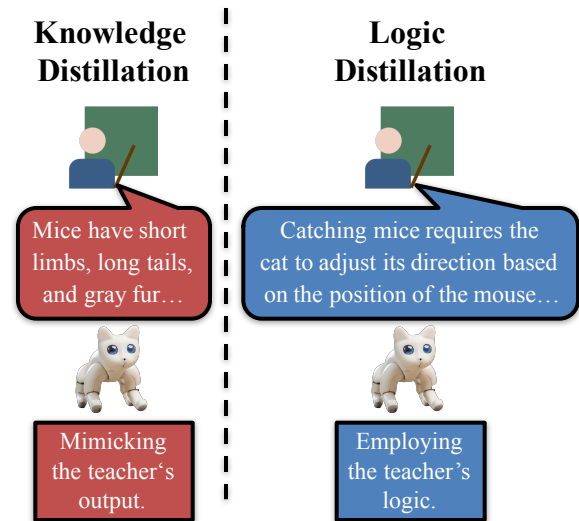 Knowledge
Distillation
Mice have short
limbs, long tails,
and gray fur…
Mimicking
the teacher‘s
output.
Logic
Distillation
Catching mice requires the
cat to adjust its direction based
on the position of the mouse…
Employing
the teacher’s
logic.